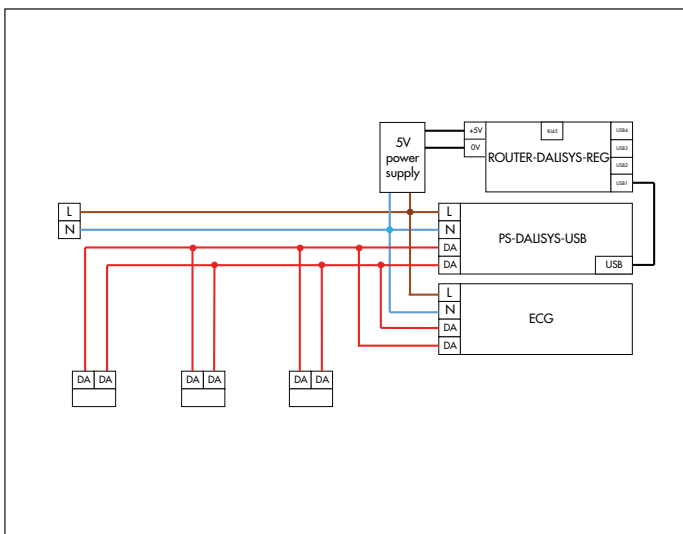 5V
power
supply
+5V
0V
RJ45
ROUTER-DALISYS-REG
USB4
USB3
USB2
USB1
L
N
L
N
DA
DA
PS-DALISYS-USB
USB
L
N
DA
DA
ECG
DA DA
DA DA
DA DA